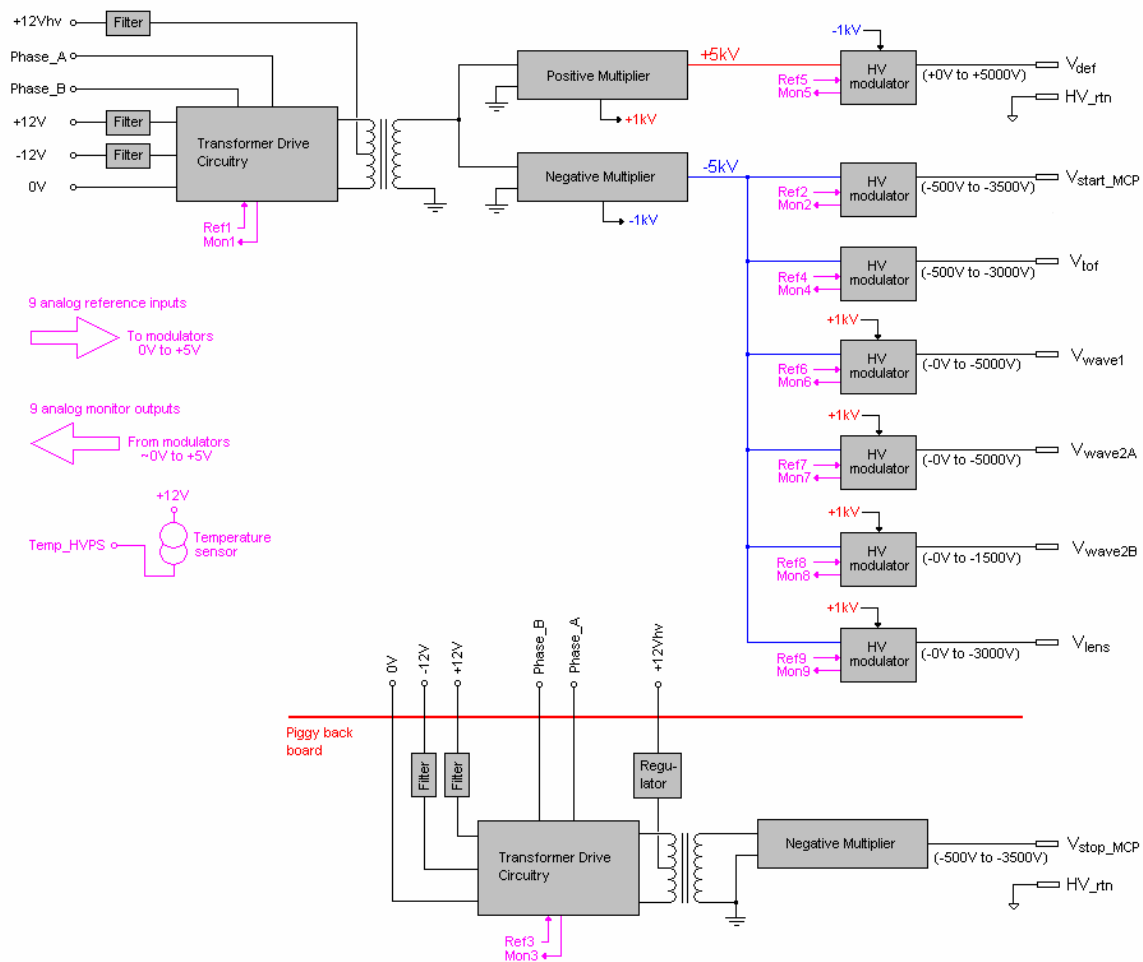 +12Vhv
Filter
Phase_A
Phase_B
+12V
Filter
-12V
Filter
0V
Transformer Drive
Circuitry
Ref1
Mon1
Positive Multiplier
+5kV
+1kV
Negative Multiplier
-5kV
-1kV
-1kV
Ref5
Mon5
HV
modulator
(+0V to +5000V)
Vdef
HV_rtn
Ref2
Mon2
HV
modulator
(-500V to -3500V)
Vstart_MCP
Ref4
Mon4
HV
modulator
(-500V to -3000V)
Vtof
+1kV
Ref6
Mon6
HV
modulator
(-0V to -5000V)
Vwave1
+1kV
Ref7
Mon7
HV
modulator
(-0V to -5000V)
Vwave2A
+1kV
Ref8
Mon8
HV
modulator
(-0V to -1500V)
Vwave2B
+1kV
Ref9
Mon9
HV
modulator
(-0V to -3000V)
Vlens
9 analog reference inputs
To modulators
0V to +5V
9 analog monitor outputs
From modulators
~0V to +5V
+12V
Temp_HVPS
Temperature
sensor
0V
-12V
+12V
Phase_B
Phase_A
+12Vhv
Piggy back
board
Filter
Filter
Regu-
lator
Transformer Drive
Circuitry
Ref3
Mon3
Negative Multiplier
(-500V to -3500V)
Vstop_MCP
HV_rtn